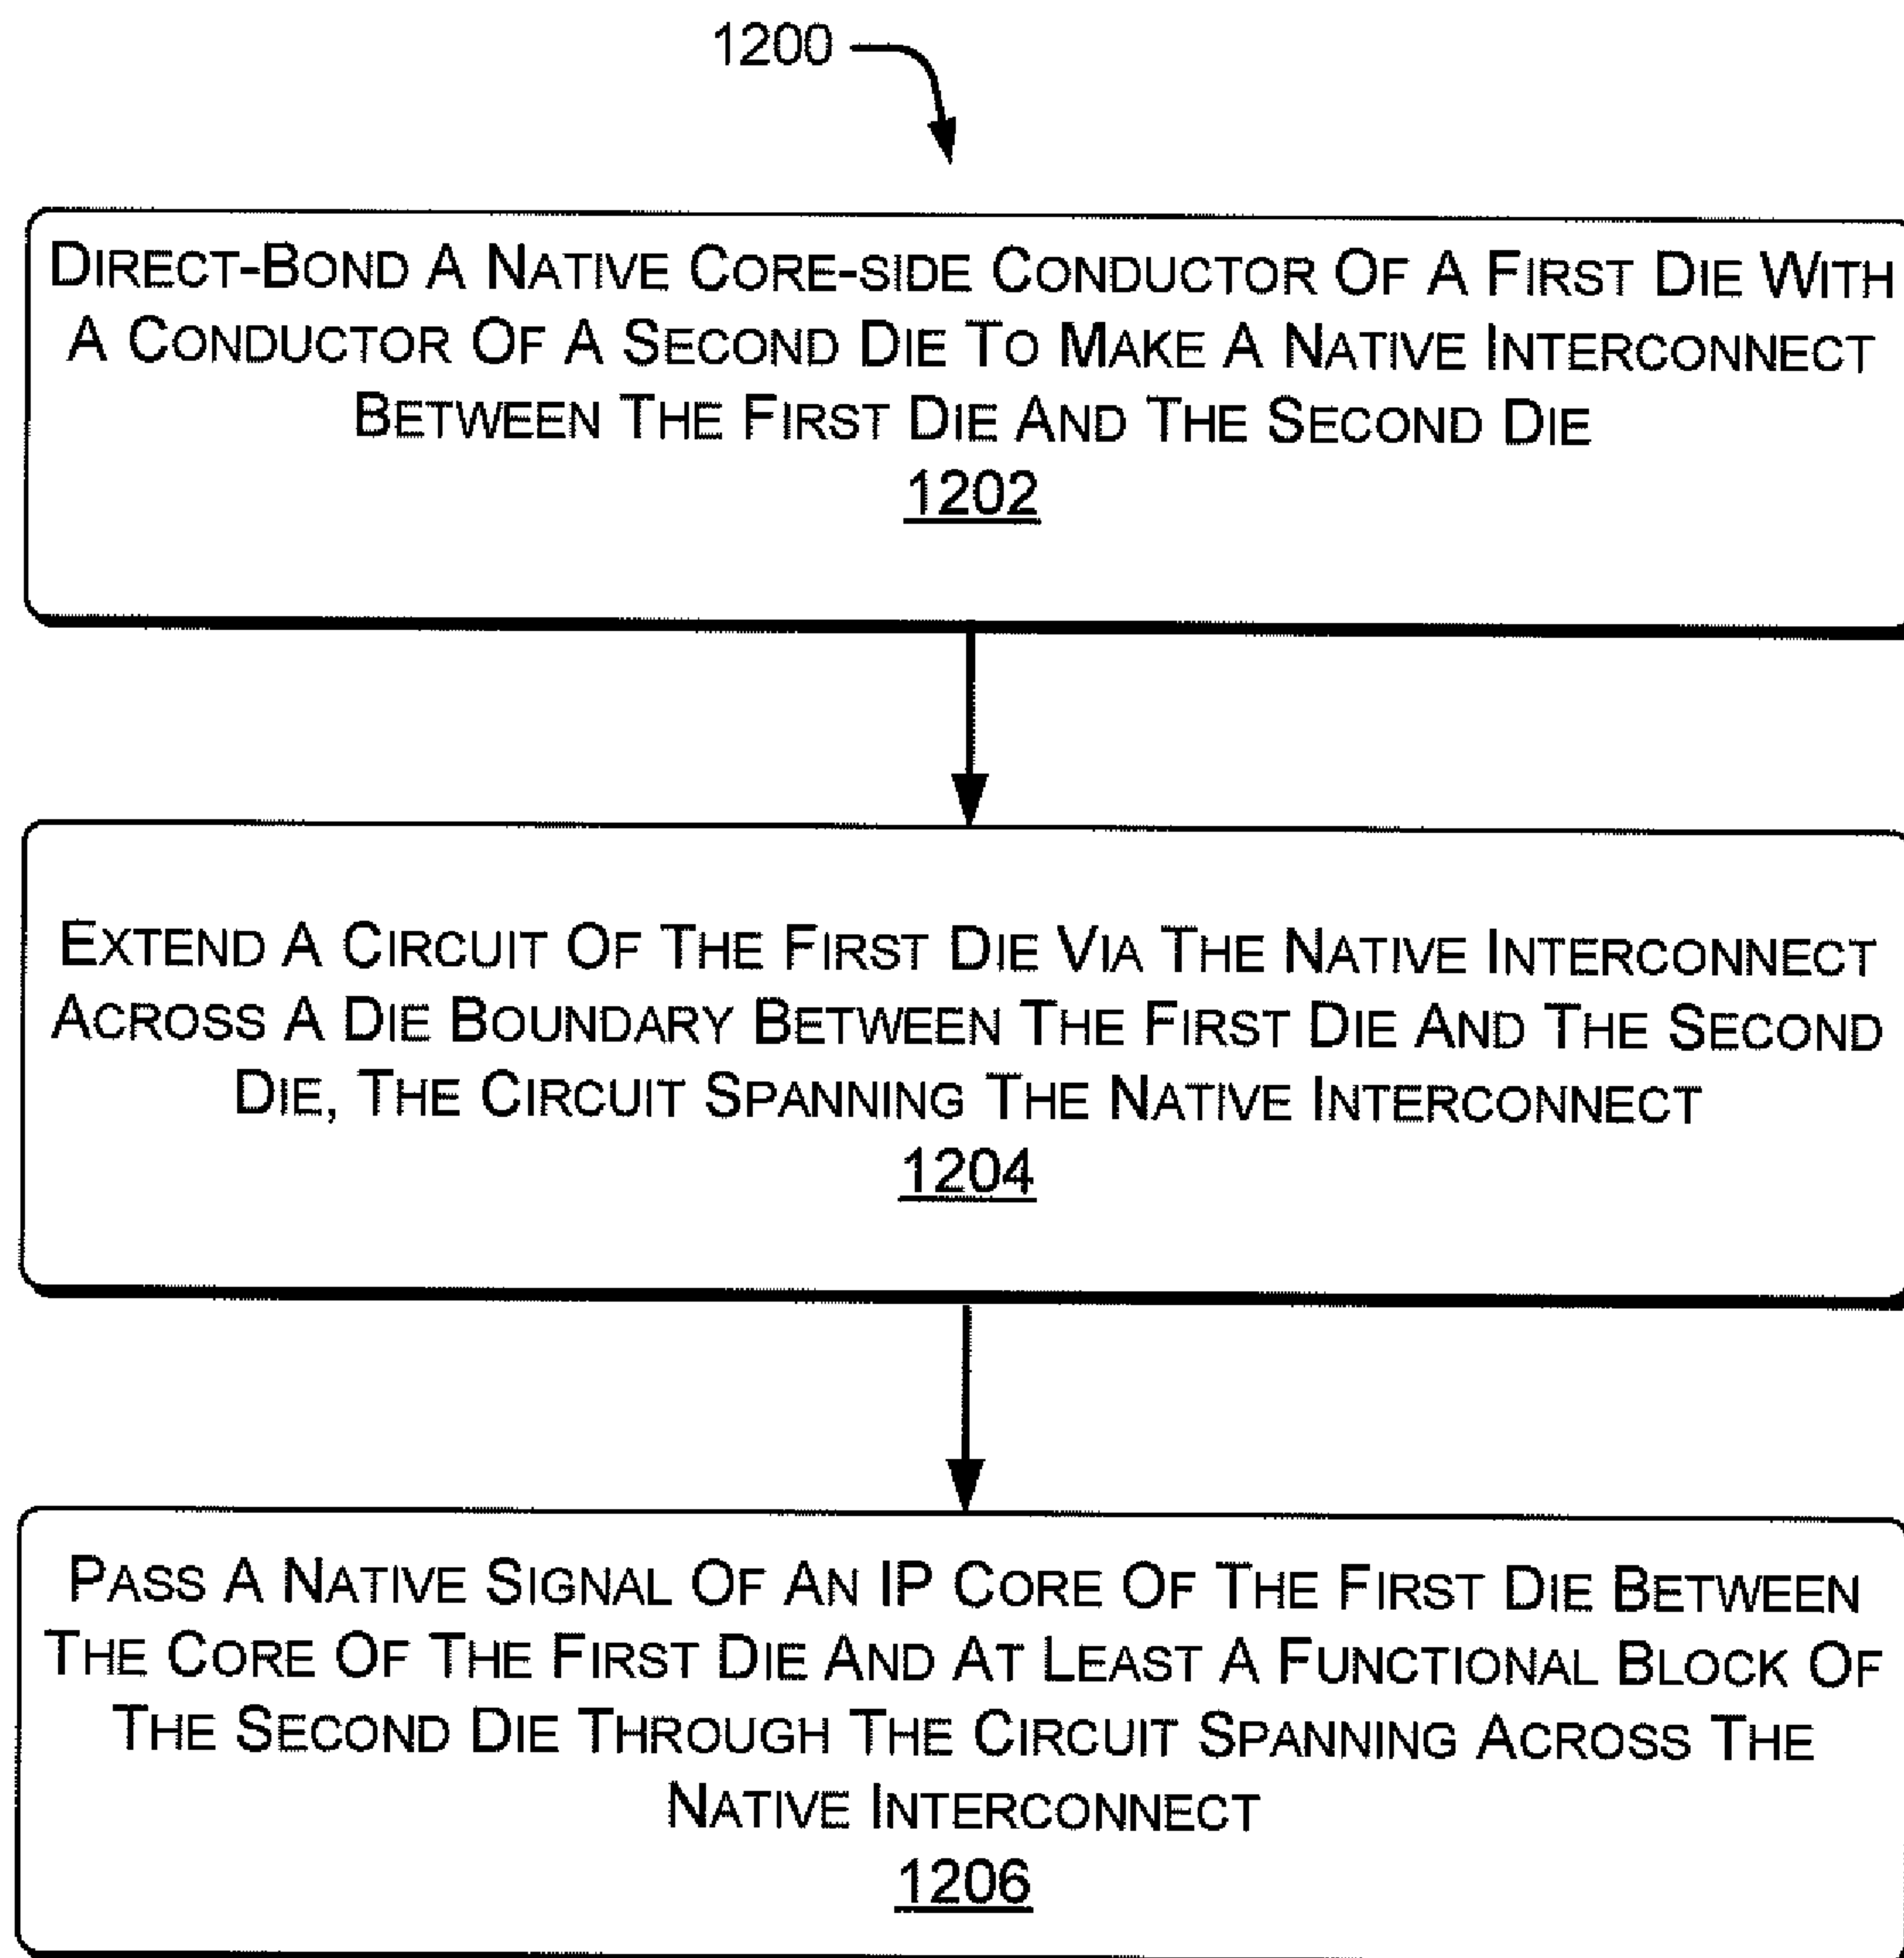 1200
DIRECT-BOND A NATIVE CORE-SIDE CONDUCTOR OF A FIRST DIE WITH
A CONDUCTOR OF A SECOND DIE TO MAKE A NATIVE INTERCONNECT
BETWEEN THE FIRST DIE AND THE SECOND DIE
1202
EXTEND A CIRCUIT OF THE FIRST DIE VIA THE NATIVE INTERCONNECT
ACROSS A DIE BOUNDARY BETWEEN THE FIRST DIE AND THE SECOND
DIE, THE CIRCUIT SPANNING THE NATIVE INTERCONNECT
1204
PASS A NATIVE SIGNAL OF AN IP CORE OF THE FIRST DIE BETWEEN
THE CORE OF THE FIRST DIE AND AT LEAST A FUNCTIONAL BLOCK OF
THE SECOND DIE THROUGH THE CIRCUIT SPANNING ACROSS THE
NATIVE INTERCONNECT
1206